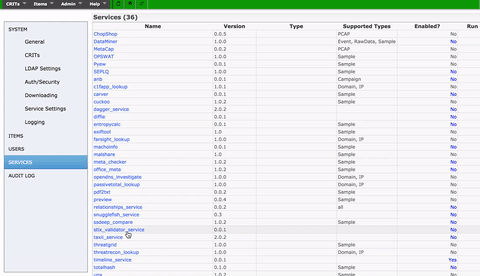 CRITs Items Admin Help
Services (36)
SYSTEM
General
CRITs
LDAP Settings
Auth/Security
Downloading
Service Settings
Logging
ITEMS
USERS
SERVICES
AUDIT LOG
Name Version Type Supported Types Enabled? Run
ChopShop 0.0.5 PCAP No
DataMiner 1.0.0 Event, RawData, Sample No
MetaCap 0.0.2 PCAP No
OPSWAT 1.0.0 Sample No
Pyew 0.0.1 Sample No
SEPLQ 1.0.0 Sample No
anb 0.0.1 Campaign No
c1fapp_lookup 1.0.1 Domain, IP No
carver 0.0.1 Sample No
cuckoo 1.0.2 Sample No
dagger_service 2.0.2 No
diffie 0.0.1 No
entropycalc 0.0.1 Sample No
exiftool 1.0 Sample No
farsight_lookup 1.0.0 Domain, IP No
machoinfo 0.0.1 Sample No
malshare 1.0 Sample No
meta_checker 1.0.2 Sample No
office_meta 1.0.2 Sample No
opendns_investigate 1.0.0 Domain, IP No
passivetotal_lookup 1.0.0 Domain, IP No
pdf2txt 0.0.2 Sample No
preview 0.0.4 Sample No
relationships_service 0.0.2 all No
snugglefish_service 0.3 No
ssdeep_compare 1.0.2 Sample No
stix_validator_service 0.0.1 No
taxii_service 2.0.2 No
threatgrid 1.0.0 Sample No
threatrecon_lookup 1.0.0 Domain, IP No
timeline_service 0.0.1 Yes
totalhash 0.1.0 Sample No
upx 1.0.2 Sample No